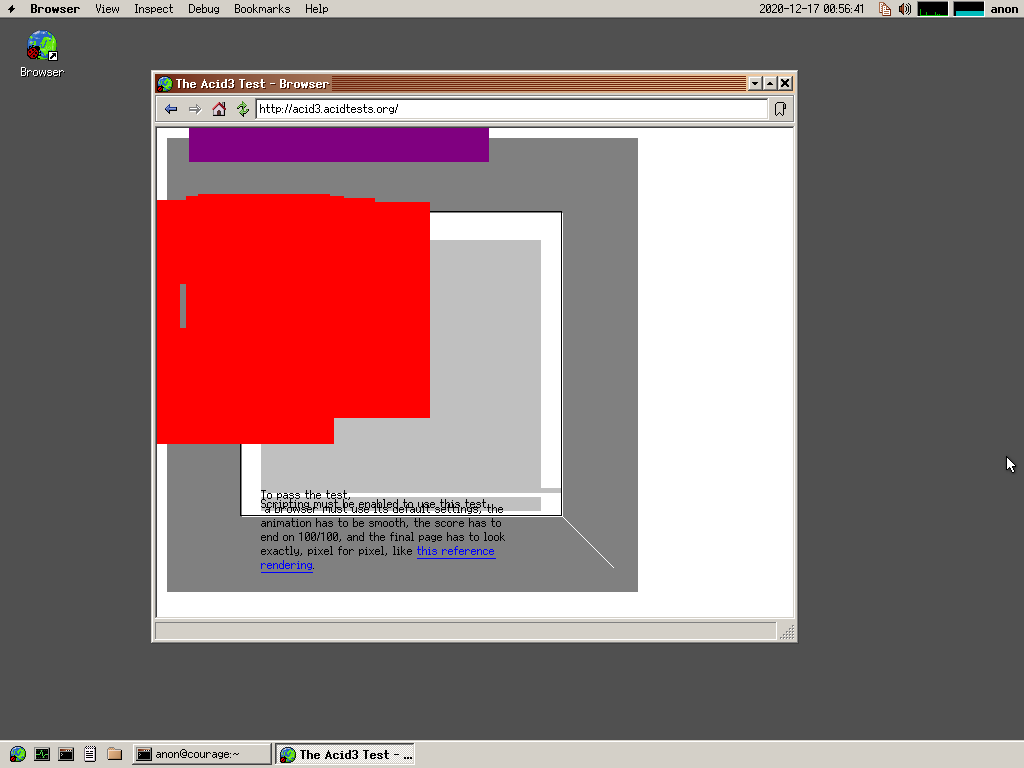 Browser View Inspect Debug Bookmarks Help 2020-12-17 00:56:41 anon
Browser
The Acid3 Test - Browser
http://acid3.acidtests.org/
To pass the test,
Scripting must be enabled to use this test.
a browser must use its default settings, the
animation has to be smooth, the score has to
end on 100/100, and the final page has to look
exactly, pixel for pixel, like this reference
rendering.
anon@courage:~ The Acid3 Test - ...